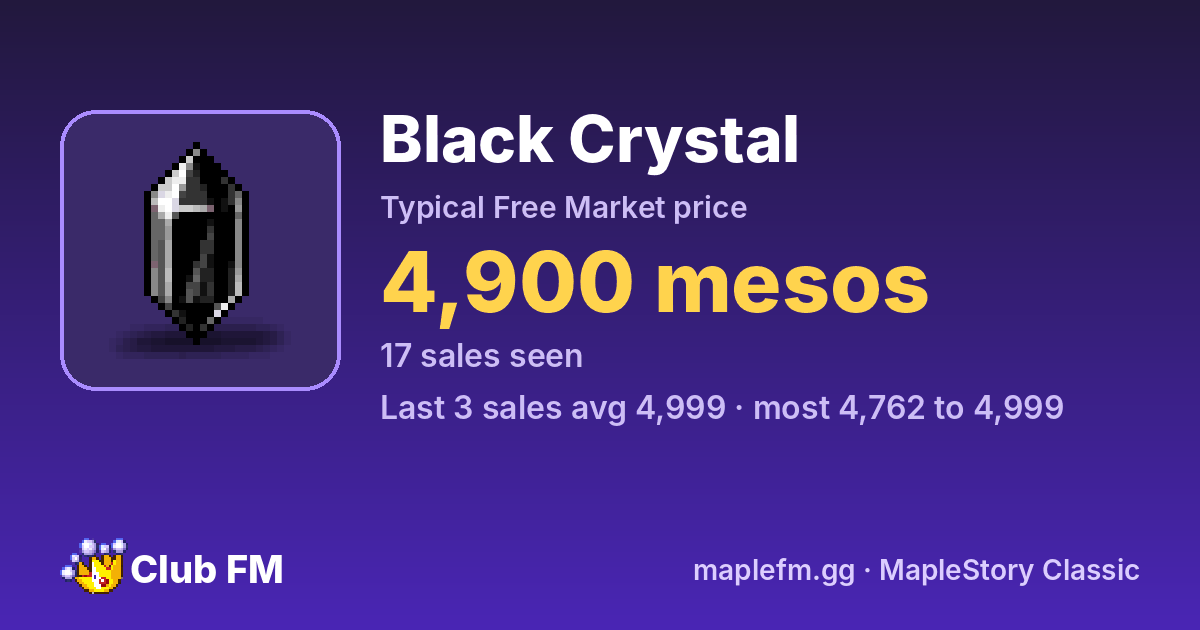 Black Crystal
Typical Free Market price
4,900 mesos
17 sales seen
Last 3 sales avg 4,999 · most 4,762 to 4,999
Club FM
maplefm.gg · MapleStory Classic